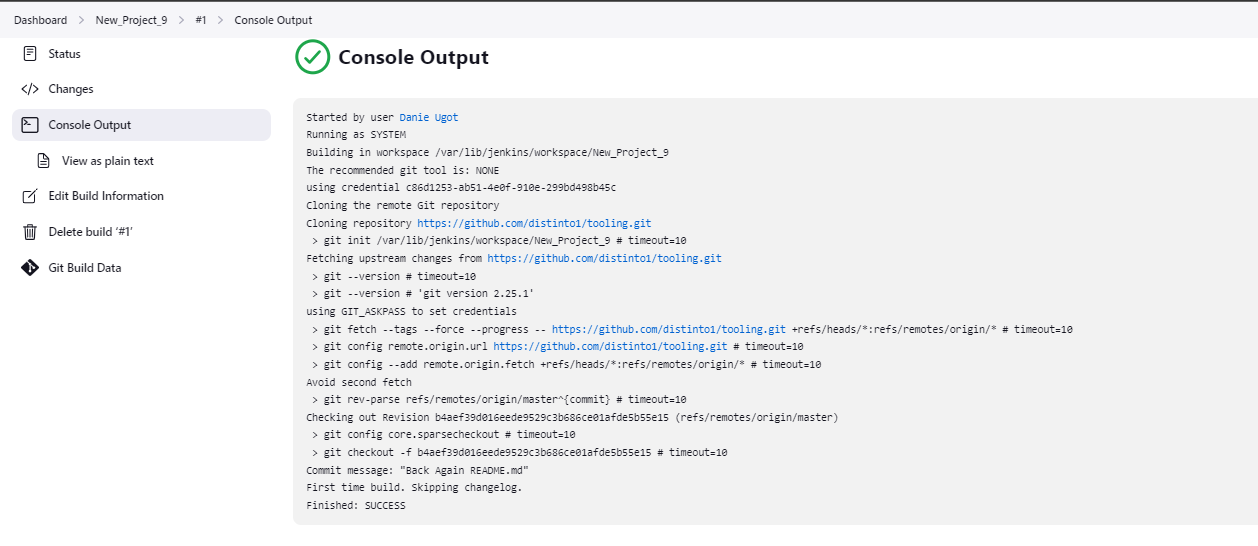 Dashboard > New_Project_9 > #1 > Console Output
Status
Changes
Console Output
View as plain text
Edit Build Information
Delete build ‘#1’
Git Build Data
Console Output
Started by user Danie Ugot
Running as SYSTEM
Building in workspace /var/lib/jenkins/workspace/New_Project_9
The recommended git tool is: NONE
using credential c86d1253-ab51-4e0f-910e-299bd498b45c
Cloning the remote Git repository
Cloning repository https://github.com/distinto1/tooling.git
 > git init /var/lib/jenkins/workspace/New_Project_9 # timeout=10
Fetching upstream changes from https://github.com/distinto1/tooling.git
 > git --version # timeout=10
 > git --version # 'git version 2.25.1'
using GIT_ASKPASS to set credentials
 > git fetch --tags --force --progress -- https://github.com/distinto1/tooling.git +refs/heads/*:refs/remotes/origin/* # timeout=10
 > git config remote.origin.url https://github.com/distinto1/tooling.git # timeout=10
 > git config --add remote.origin.fetch +refs/heads/*:refs/remotes/origin/* # timeout=10
Avoid second fetch
 > git rev-parse refs/remotes/origin/master^{commit} # timeout=10
Checking out Revision b4aef39d016eede9529c3b686ce01afde5b55e15 (refs/remotes/origin/master)
 > git config core.sparsecheckout # timeout=10
 > git checkout -f b4aef39d016eede9529c3b686ce01afde5b55e15 # timeout=10
Commit message: "Back Again README.md"
First time build. Skipping changelog.
Finished: SUCCESS